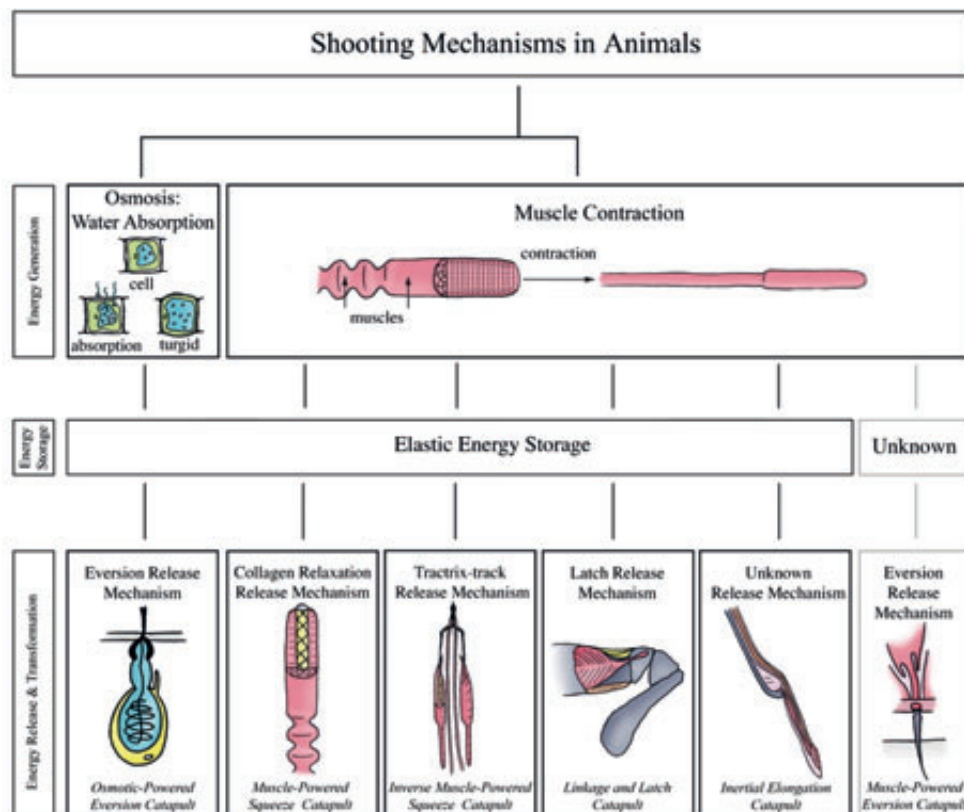 Shooting Mechanisms in Animals
Energy Generation
Osmosis:
Water Absorption
cell
absorption
turgid
Muscle Contraction
contraction
muscles
Energy
Storage
Elastic Energy Storage
Unknown
Energy Release & Transformation
Eversion Release
Mechanism
Osmotic-Powered
Eversion Catapult
Collagen Relaxation
Release Mechanism
Muscle-Powered
Squeeze Catapult
Tractrix-track
Release Mechanism
Inverse Muscle-Powered
Squeeze Catapult
Latch Release
Mechanism
Linkage and Latch
Catapult
Unknown
Release Mechanism
Inertial Elongation
Catapult
Eversion
Release
Mechanism
Muscle-Powered
Eversion Catapult